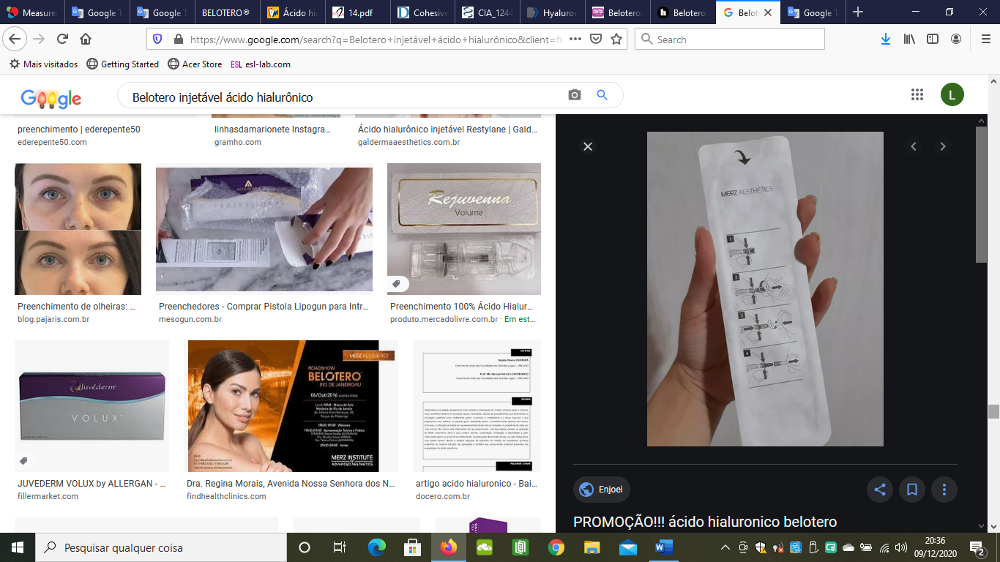 Measure
Google T
Google T
BELOTERO®
Ácido hi
14.pdf
Cohesive
CIA_1244
Hyaluror
Belotero
Belotero
Belot
Google T
https://www.google.com/search?q=Belotero+injetável+ácido+hialurônico&client=fi
Search
Mais visitados
Getting Started
Acer Store
ESL esl-lab.com
Google
Belotero injetável ácido hialurônico
L
preenchimento | ederepente50
ederepente50.com
linhasdamarionete Instagra...
gramho.com
Ácido hialurônico injetável Restylane | Gald...
galdermaaesthetics.com.br
Rejuvenna
Volume
Preenchimento de olheiras: ...
blog.pajaris.com.br
Preenchedores - Comprar Pistola Lipogun para Intr...
mesogun.com.br
Preenchimento 100% Ácido Hialur...
produto.mercadolivre.com.br · Em est...
Juvéderm
VOLUX
MERZ AESTHETICS
ROADSHOW
BELOTERO
RIO DE JANEIRO/RJ
06/Out/2016
MERZ INSTITUTE
OF
ADVANCED AESTHETICS
JUVEDERM VOLUX by ALLERGAN - ...
fillermarket.com
Dra. Regina Morais, Avenida Nossa Senhora dos N...
findhealthclinics.com
artigo acido hialuronico - Bai...
docero.com.br
MERZ AESTHETICS
1
2
3
4
Enjoei
PROMOÇÃO!!! ácido hialuronico belotero
Pesquisar qualquer coisa
20:36
09/12/2020
2